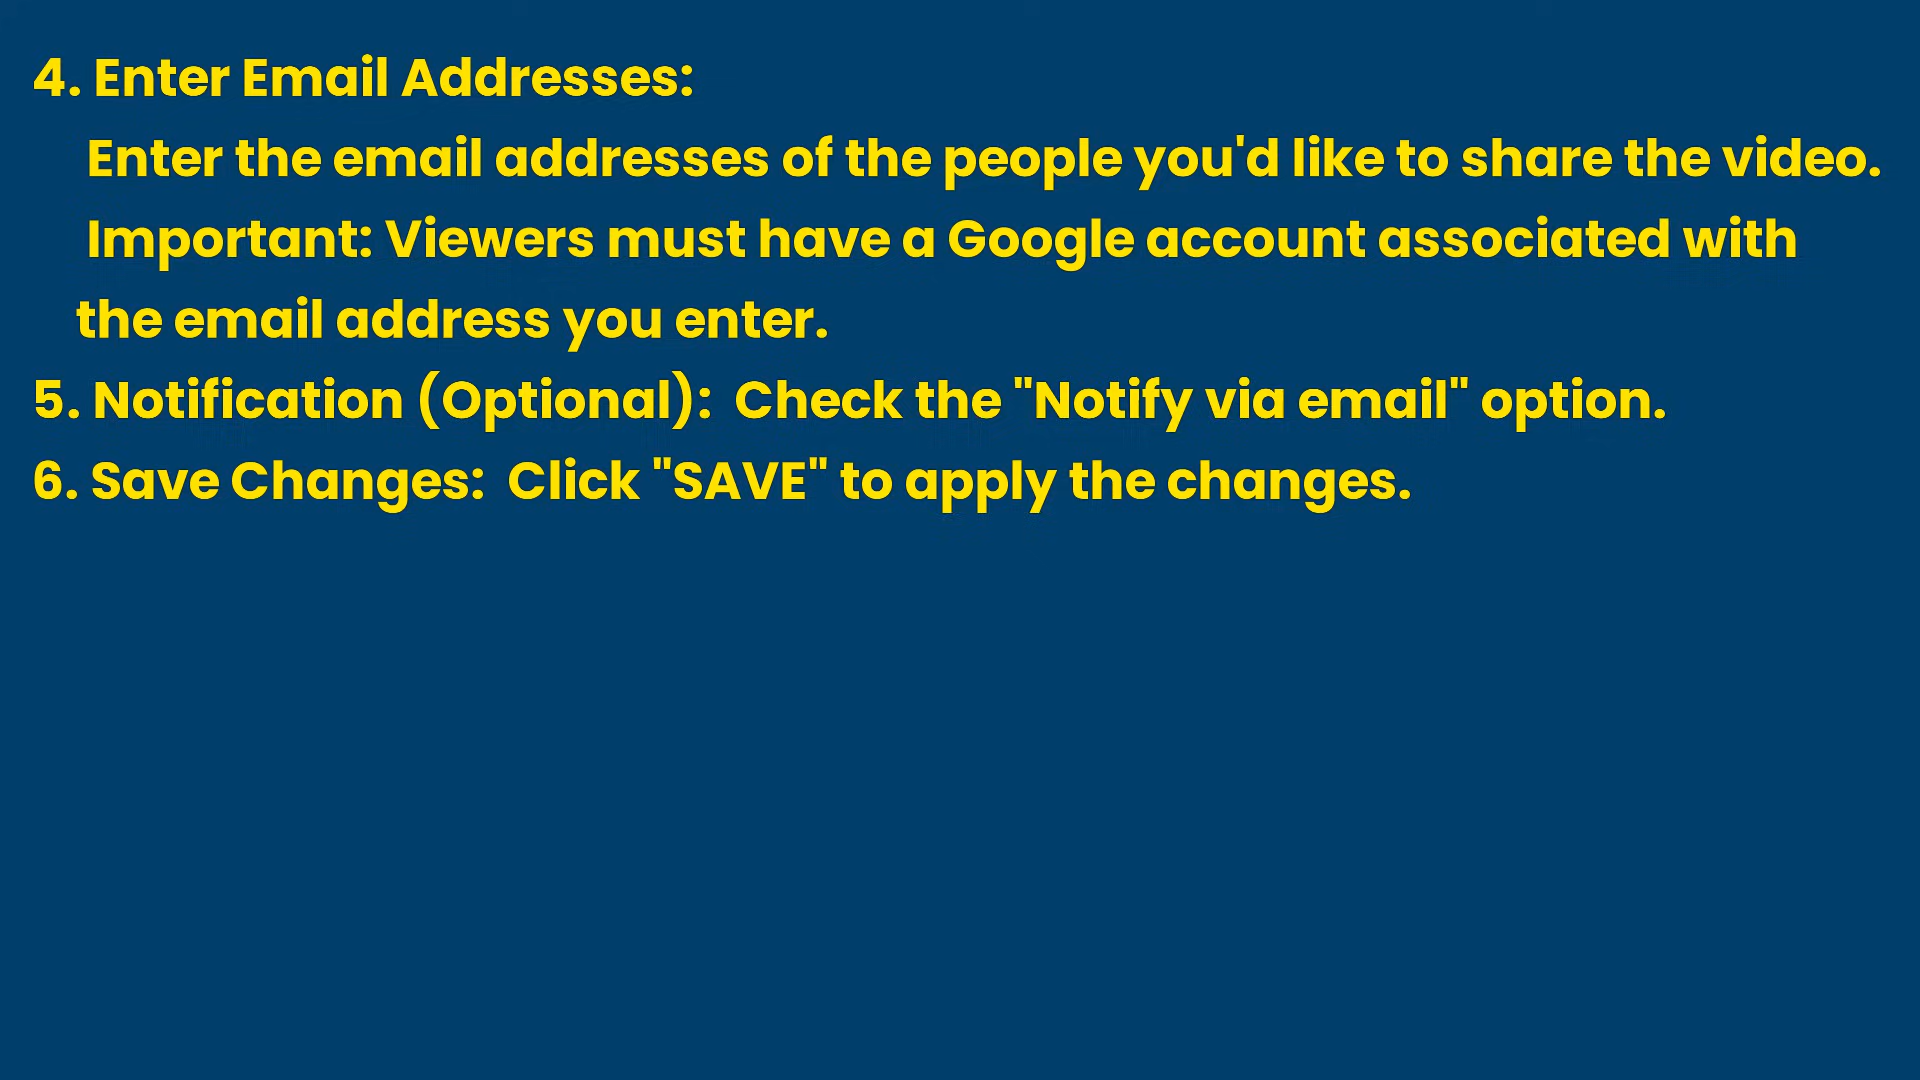 4. Enter Email Addresses:
Enter the email addresses of the people you'd like to share the video.
Important: Viewers must have a Google account associated with
the email address you enter.
5. Notification (Optional):  Check the "Notify via email" option.
6. Save Changes:  Click "SAVE" to apply the changes.